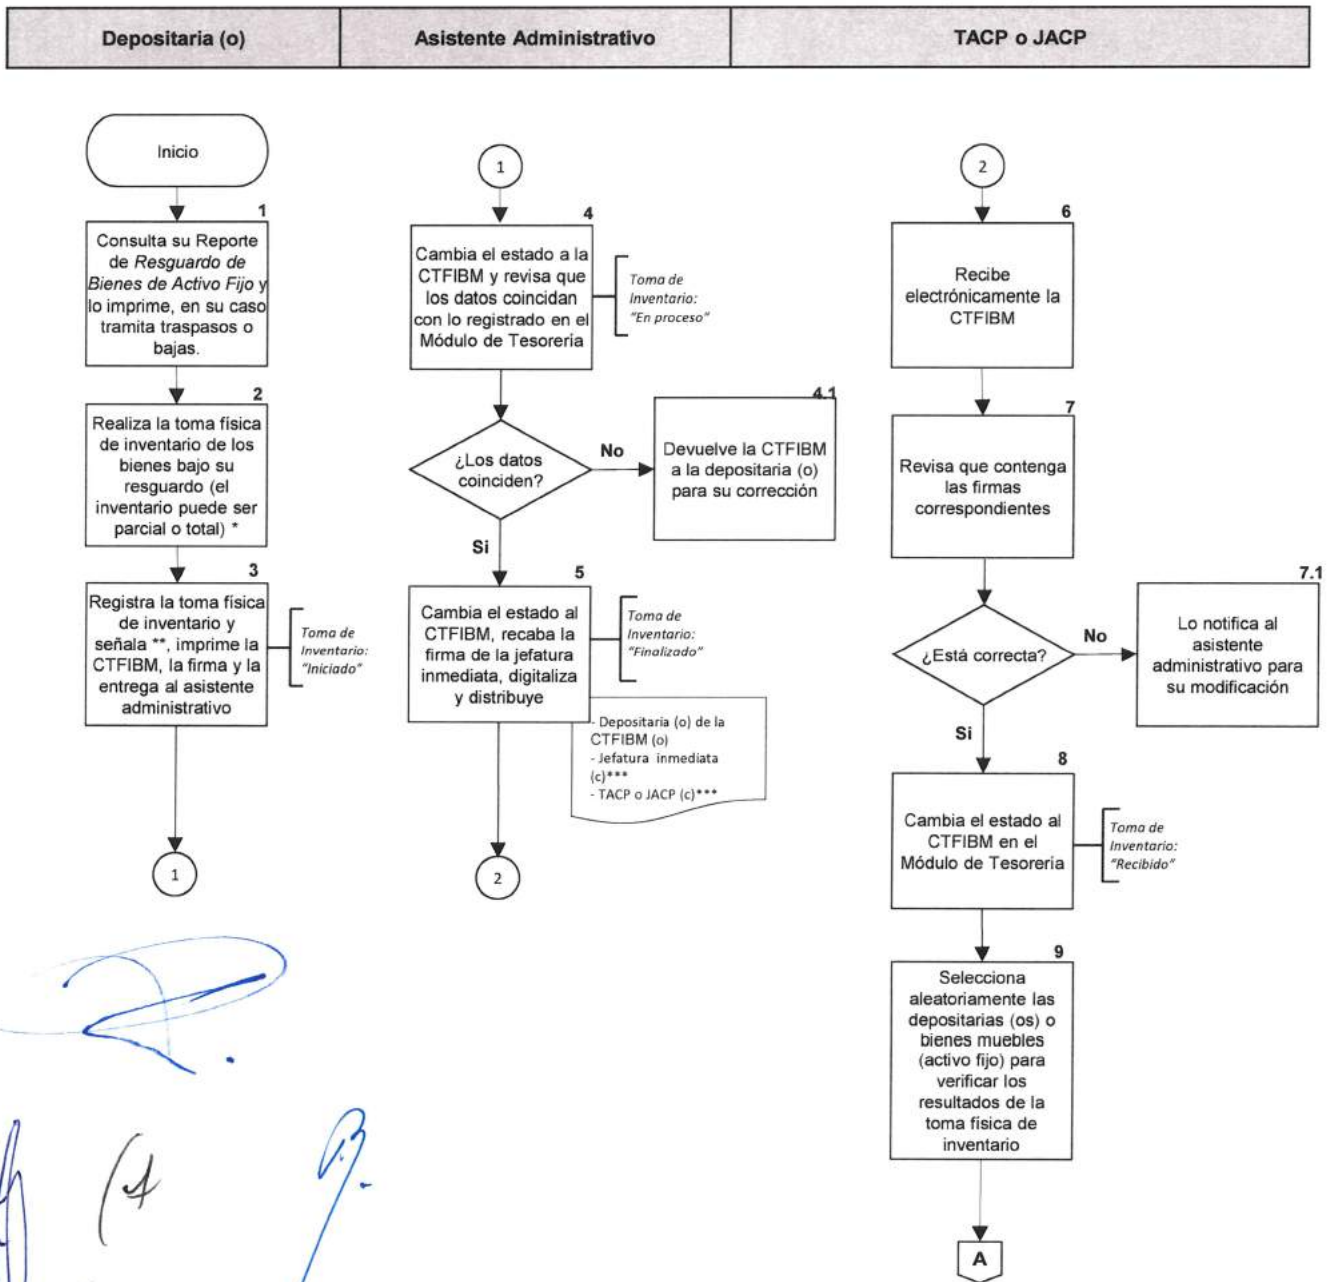 Depositaria (o)
Asistente Administrativo
TACP o JACP
Inicio
1
Consulta su Reporte
de Resguardo de
Bienes de Activo Fijo y
lo imprime, en su caso
tramita traspasos o
bajas.
2
Realiza la toma física
de inventario de los
bienes bajo su
resguardo (el
inventario puede ser
parcial o total) *
3
Registra la toma física
de inventario y
señala **, imprime la
CTFIBM, la firma y la
entrega al asistente
administrativo
Toma de
Inventario:
"Iniciado"
1
1
4
Cambia el estado a la
CTFIBM y revisa que
los datos coincidan
con lo registrado en el
Módulo de Tesorería
Toma de
Inventario:
"En proceso"
¿Los datos
coinciden?
No
4.1
Devuelve la CTFIBM
a la depositaria (o)
para su corrección
Si
5
Cambia el estado al
CTFIBM, recaba la
firma de la jefatura
inmediata, digitaliza
y distribuye
Toma de
Inventario:
"Finalizado"
- Depositaria (o) de la
CTFIBM (o)
- Jefatura inmediata
(c)***
- TACP o JACP (c)***
2
2
6
Recibe
electrónicamente la
CTFIBM
7
Revisa que contenga
las firmas
correspondientes
¿Está correcta?
No
7.1
Lo notifica al
asistente
administrativo para
su modificación
Si
8
Cambia el estado al
CTFIBM en el
Módulo de Tesorería
Toma de
Inventario:
"Recibido"
9
Selecciona
aleatoriamente las
depositarias (os) o
bienes muebles
(activo fijo) para
verificar los
resultados de la
toma física de
inventario
A